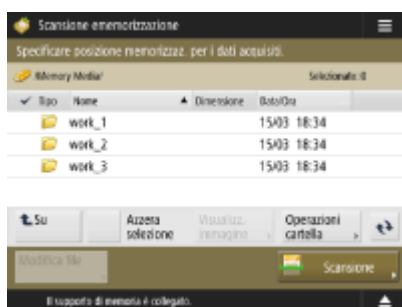 Scansione ememorizzazione
Specificare posizione memorizzaz. per i dati acquisiti.
/Memory Media/ Selezionate :0
Tipo Nome Dimensione Data/Ora
work_1 15/03 18:34
work_2 15/03 18:34
work_3 15/03 18:34
Su Azzera selezione Visualizz. immagine Operazioni cartella
Modifica file Scansione
Il supporto di memoria è collegato.